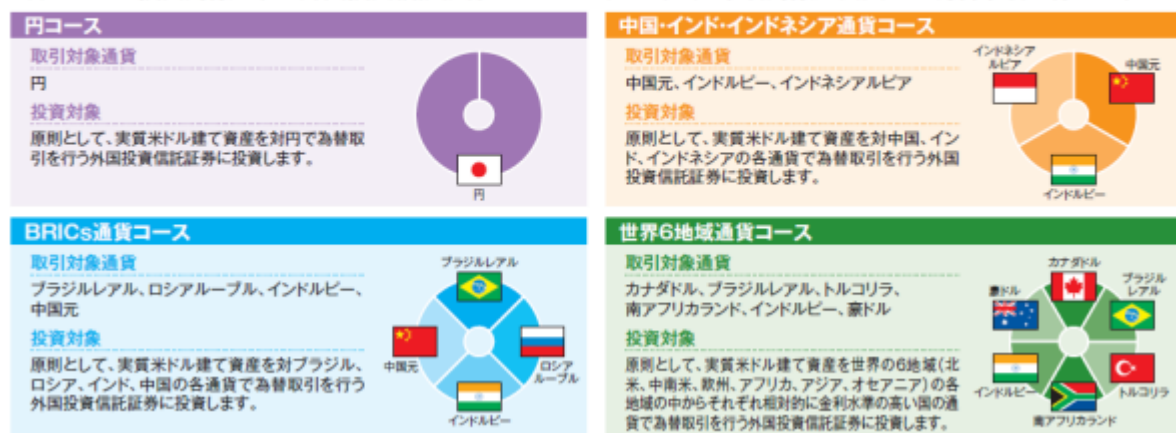 円コース
取引対象通貨
円
投資対象
原則として、実質米ドル建て資産を対円で為替取
引を行う外国投資信託証券に投資します。
円
中国・インド・インドネシア通貨コース
取引対象通貨
中国元、インドルピー、インドネシアルピア
投資対象
原則として、実質米ドル建て資産を対中国、イン
ド、インドネシアの各通貨で為替取引を行う外国
投資信託証券に投資します。
インドネシア
ルピア
中国元
インドルピー
BRICs通貨コース
取引対象通貨
ブラジルレアル、ロシアルーブル、インドルピー、
中国元
投資対象
原則として、実質米ドル建て資産を対ブラジル、
ロシア、インド、中国の各通貨で為替取引を行う
外国投資信託証券に投資します。
ブラジルレアル
中国元
ロシア
ルーブル
インドルピー
世界6地域通貨コース
取引対象通貨
カナダドル、ブラジルレアル、トルコリラ、
南アフリカランド、インドルピー、豪ドル
投資対象
原則として、実質米ドル建て資産を世界の6地域(北
米、中南米、欧州、アフリカ、アジア、オセアニア)の各
地域の中からそれぞれ相対的に金利水準の高い国の通
貨で為替取引を行う外国投資信託証券に投資します。
カナダドル
豪ドル
ブラジル
レアル
インドルピー
トルコリラ
南アフリカランド